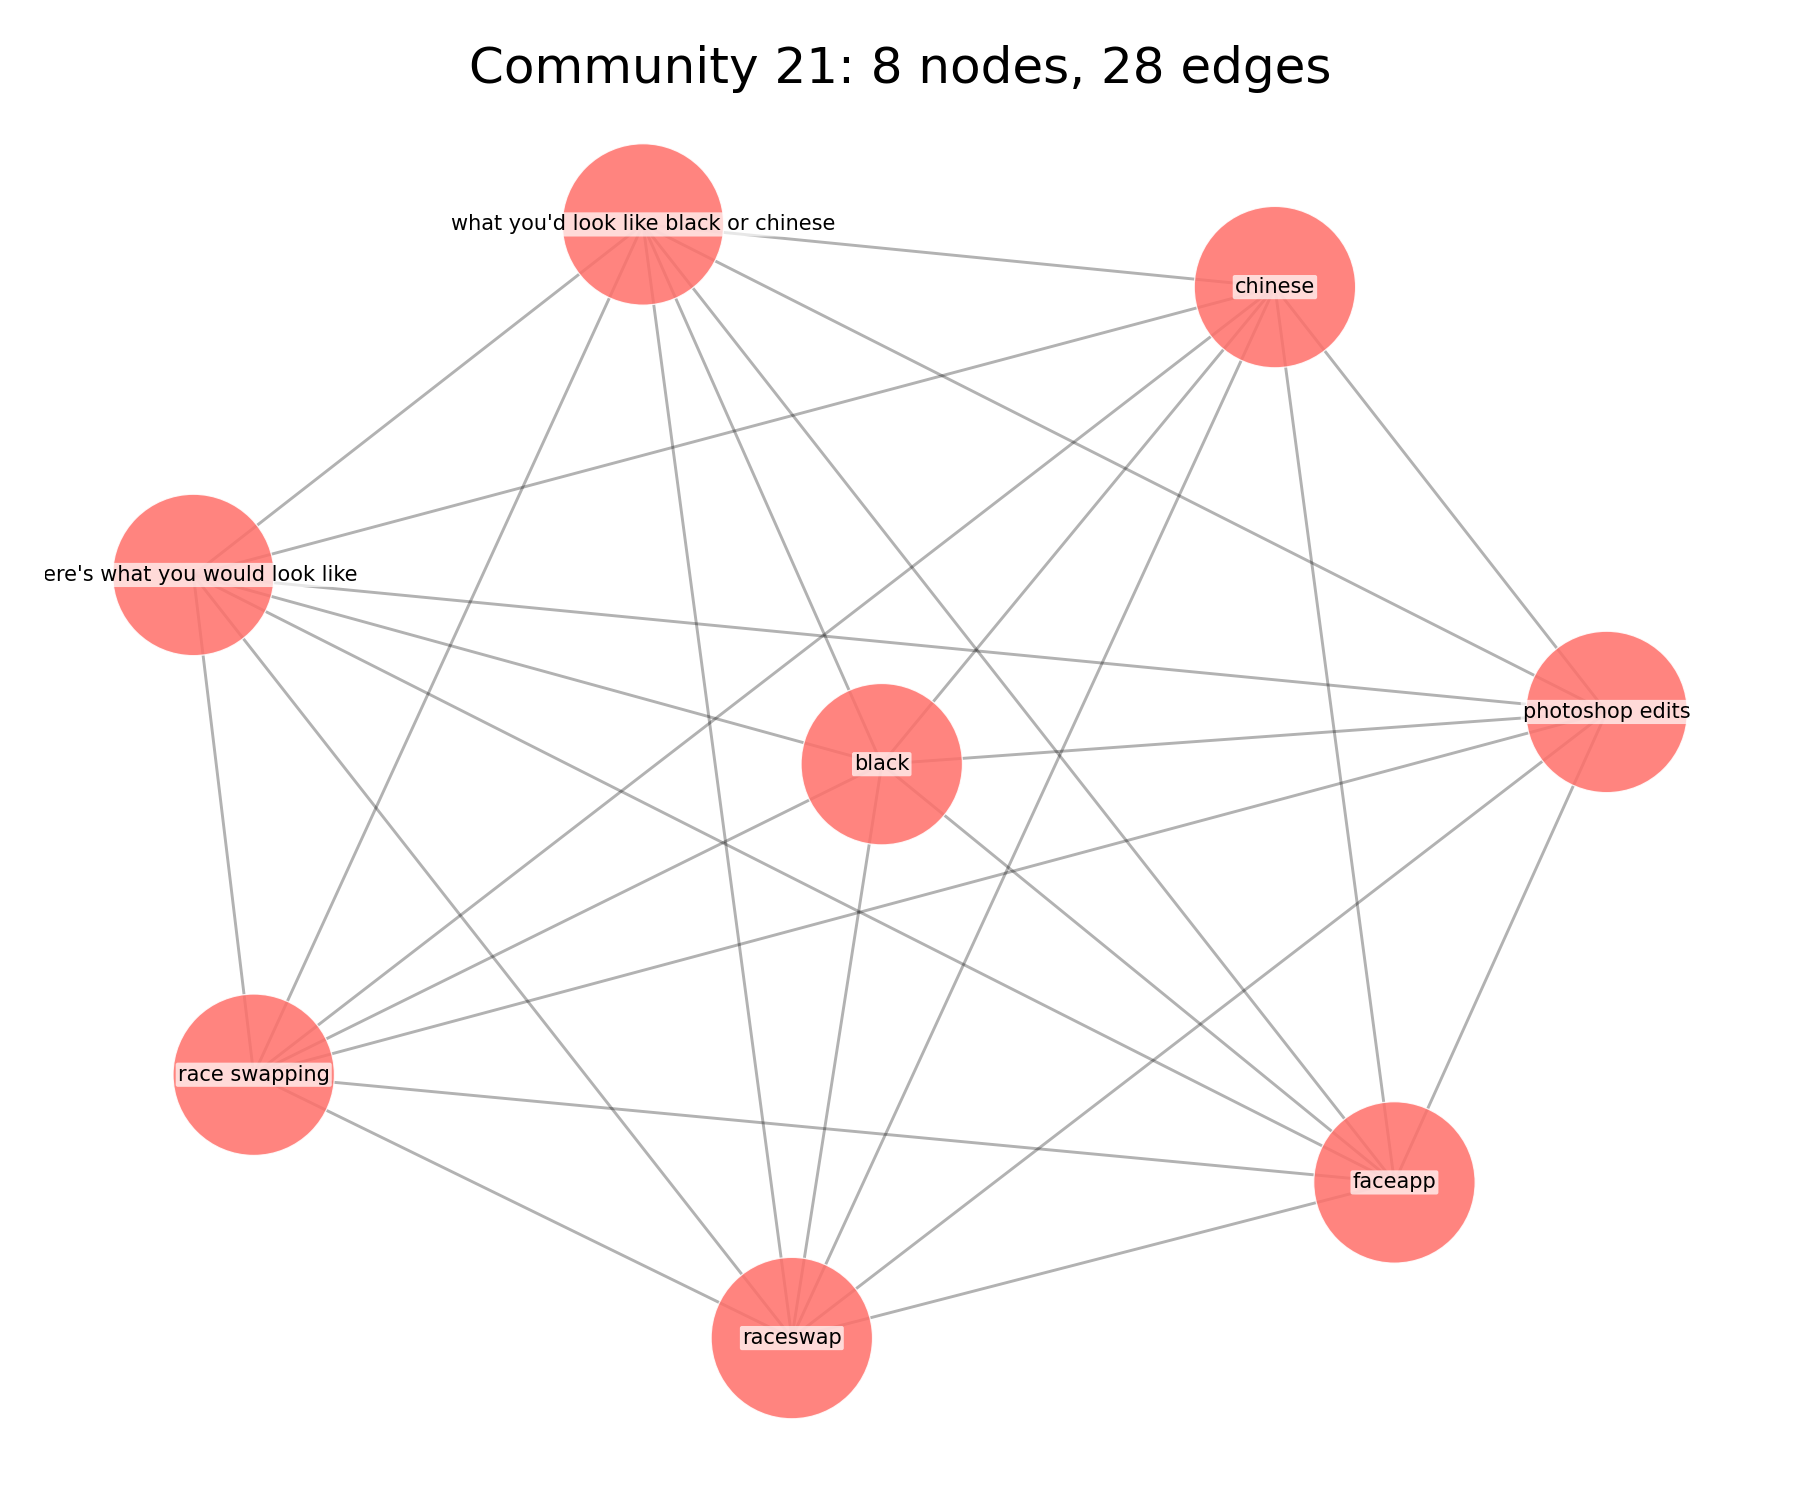 Community 21: 8 nodes, 28 edges
what you'd look like black or chinese
chinese
ere's what you would look like
photoshop edits
black
race swapping
faceapp
raceswap